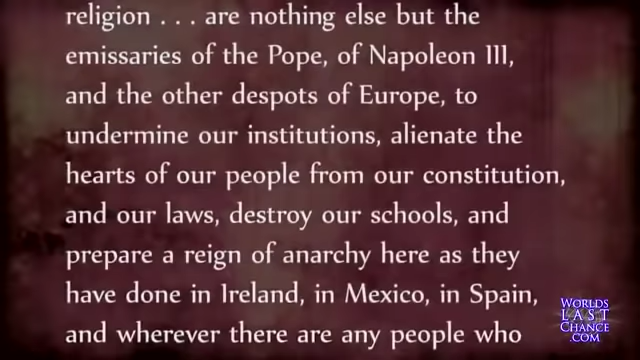 religion . . . are nothing else but the
emissaries of the Pope, of Napoleon III,
and the other despots of Europe, to
undermine our institutions, alienate the
hearts of our people from our constitution,
and our laws, destroy our schools, and
prepare a reign of anarchy here as they
have done in Ireland, in Mexico, in Spain,
and wherever there are any people who
WORLDS
LAST
CHANCE
.COM